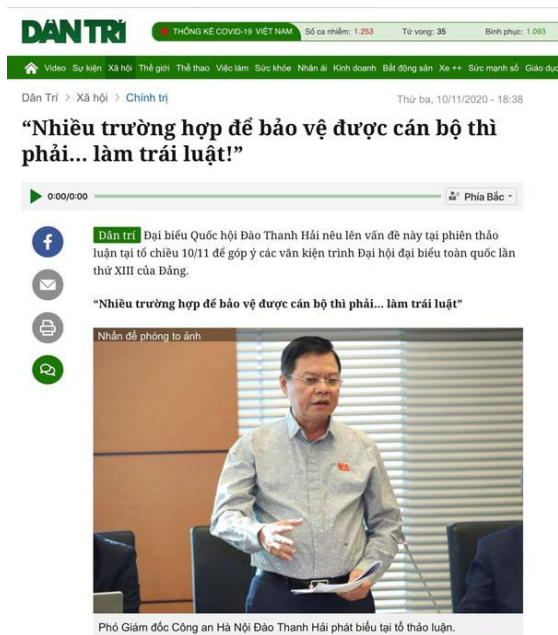 DÂN TRÍ
THỐNG KÊ COVID-19 VIỆT NAM Số ca nhiễm: 1.253 Tử vong: 35 Bình phục: 1.093
Video Sự kiện Xã hội Thế giới Thể thao Việc làm Sức khỏe Nhân ái Kinh doanh Bất động sản Xe ++ Sức mạnh số Giáo dục
Dân Trí > Xã hội > Chính trị
Thứ ba, 10/11/2020 - 18:38
“Nhiều trường hợp để bảo vệ được cán bộ thì
phải... làm trái luật!”
0:00/0:00
Phía Bắc
Dân trí Đại biểu Quốc hội Đào Thanh Hải nêu lên vấn đề này tại phiên thảo
luận tại tổ chiều 10/11 để góp ý các văn kiện trình Đại hội đại biểu toàn quốc lần
thứ XIII của Đảng.
“Nhiều trường hợp để bảo vệ được cán bộ thì phải... làm trái luật”
Nhấn để phóng to ảnh
Phó Giám đốc Công an Hà Nội Đào Thanh Hải phát biểu tại tổ thảo luận.